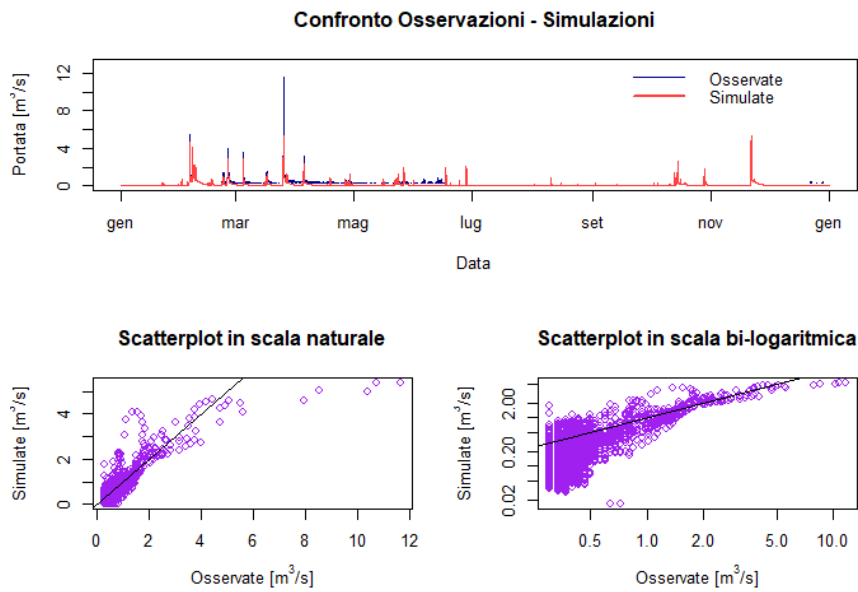 Confronto Osservazioni - Simulazioni
Portata [m³/s]
12
8
4
0
Osservate
Simulate
gen mar mag lug set nov gen
Data
Scatterplot in scala naturale
Simulate [m³/s]
4
2
0
0 2 4 6 8 10 12
Osservate [m³/s]
Scatterplot in scala bi-logaritmica
Simulate [m³/s]
2.00
0.20
0.02
0.5 1.0 2.0 5.0 10.0
Osservate [m³/s]